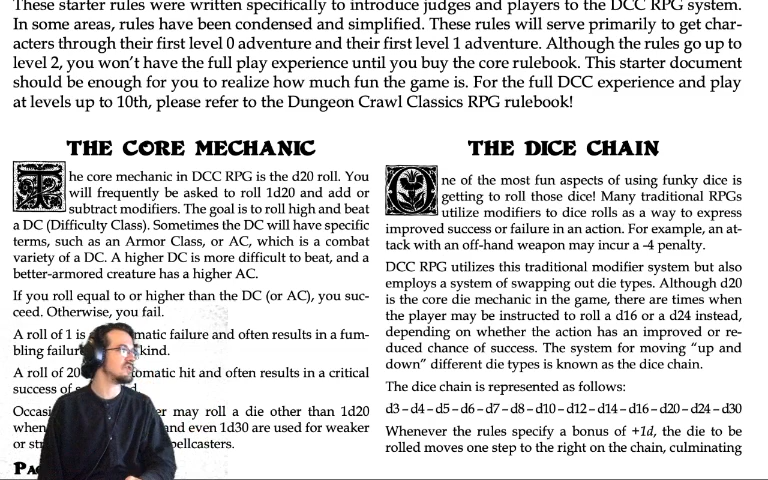 These starter rules were written specifically to introduce judges and players to the DCC RPG system.
In some areas, rules have been condensed and simplified. These rules will serve primarily to get char-
acters through their first level 0 adventure and their first level 1 adventure. Although the rules go up to
level 2, you won't have the full play experience until you buy the core rulebook. This starter document
should be enough for you to realize how much fun the game is. For the full DCC experience and play
at levels up to 10th, please refer to the Dungeon Crawl Classics RPG rulebook!
THE CORE MECHANIC
The core mechanic in DCC RPG is the d20 roll. You
will frequently be asked to roll 1d20 and add or
subtract modifiers. The goal is to roll high and beat
a DC (Difficulty Class). Sometimes the DC will have specific
terms, such as an Armor Class, or AC, which is a combat
variety of a DC. A higher DC is more difficult to beat, and a
better-armored creature has a higher AC.
If you roll equal to or higher than the DC (or AC), you suc-
ceed. Otherwise, you fail.
A roll of 1 is matic failure and often results in a fum-
bling kind.
A roll of 20 tomatic hit and often results in a critical
success of
may roll a die other than 1d20
when and even 1d30 are used for weaker
or spellcasters.
THE DICE CHAIN
One of the most fun aspects of using funky dice is
getting to roll those dice! Many traditional RPGs
utilize modifiers to dice rolls as a way to express
improved success or failure in an action. For example, an at-
tack with an off-hand weapon may incur a -4 penalty.
DCC RPG utilizes this traditional modifier system but also
employs a system of swapping out die types. Although d20
is the core die mechanic in the game, there are times when
the player may be instructed to roll a d16 or a d24 instead,
depending on whether the action has an improved or re-
duced chance of success. The system for moving "up and
down" different die types is known as the dice chain.
The dice chain is represented as follows:
d3 – d4 – d5 – d6 – d7 – d8 – d10 – d12 – d14 – d16 – d20 – d24 – d30
Whenever the rules specify a bonus of +1d, the die to be
rolled moves one step to the right on the chain, culminating